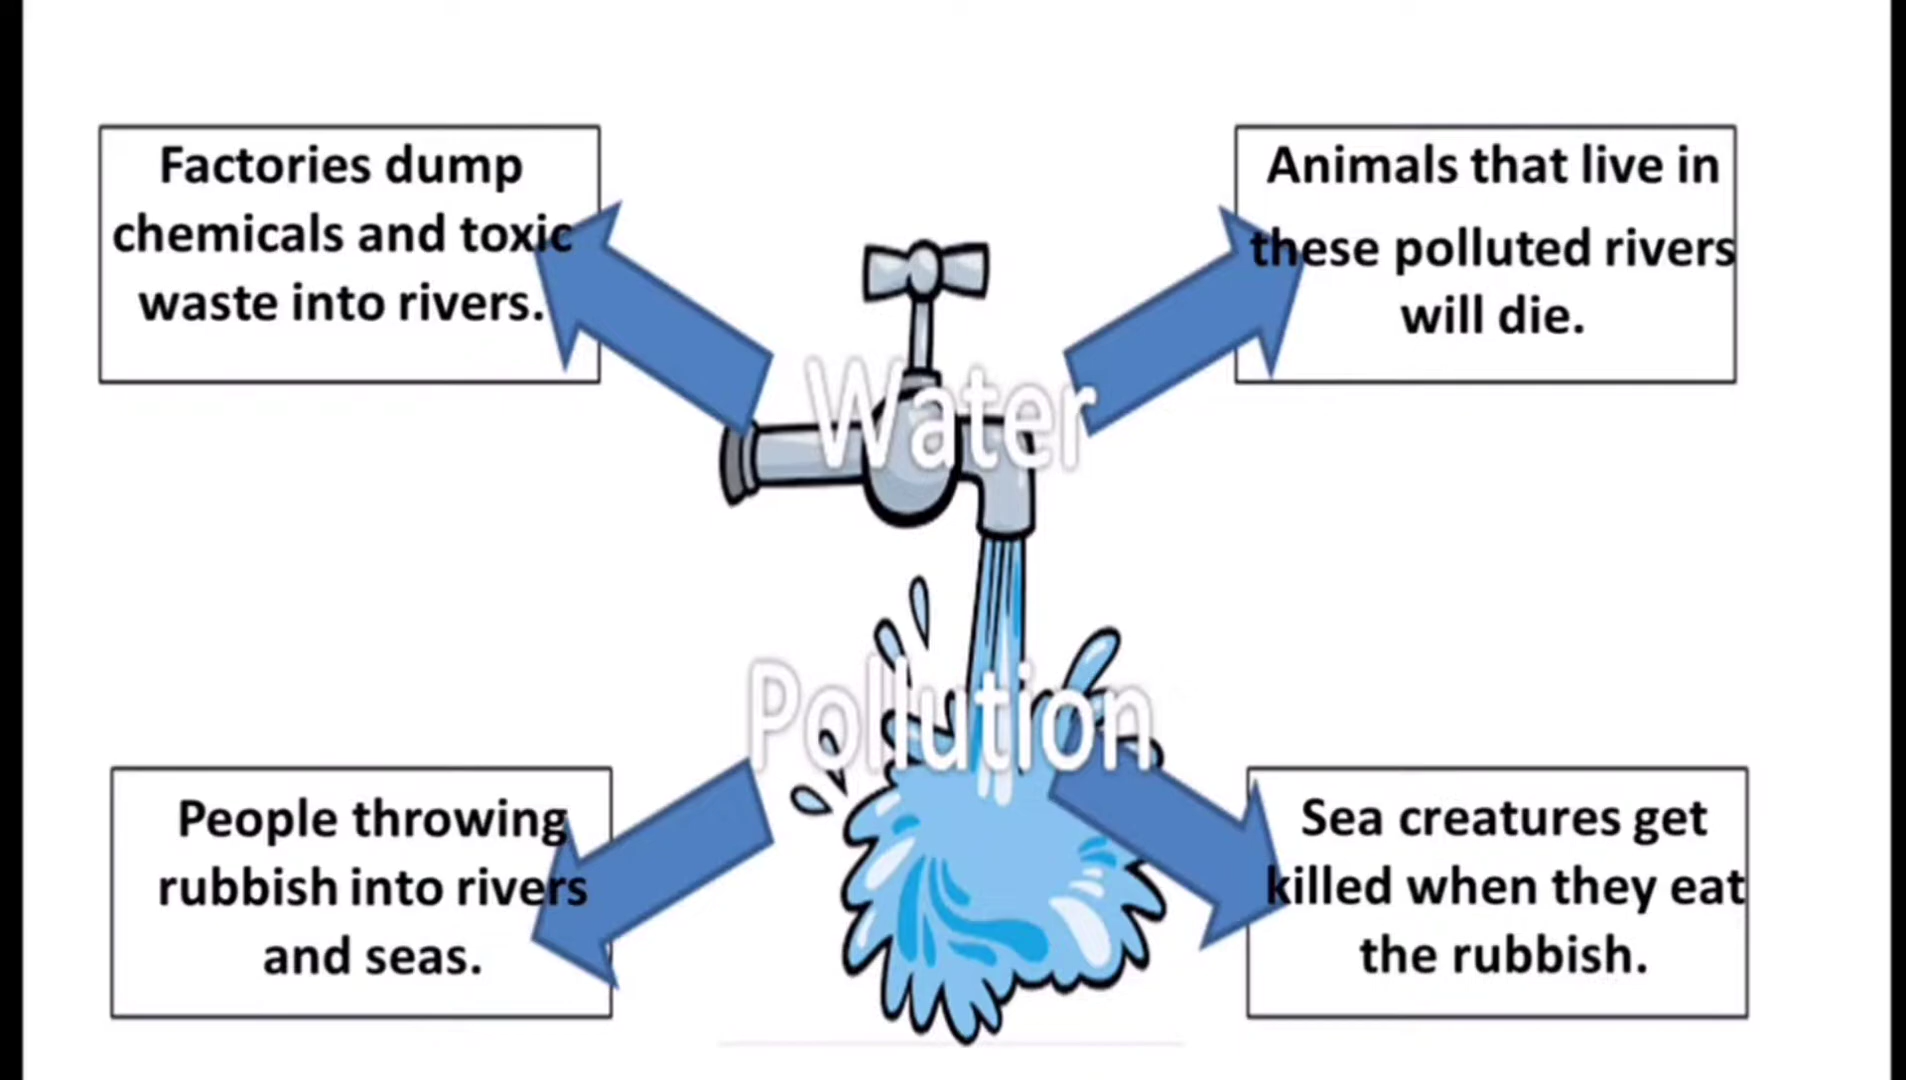 Factories dump
chemicals and toxic
waste into rivers.
Animals that live in
these polluted rivers
will die.
Water
Pollution
People throwing
rubbish into rivers
and seas.
Sea creatures get
killed when they eat
the rubbish.